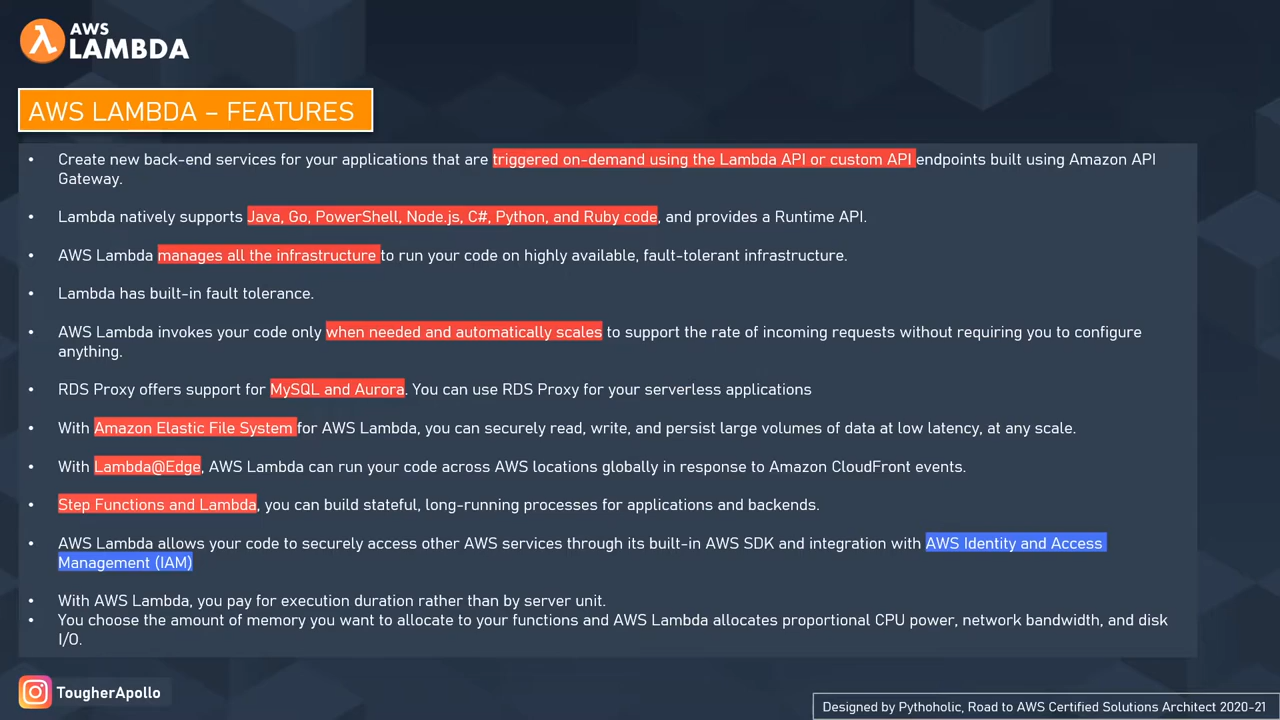 AWS
LAMBDA
AWS LAMBDA – FEATURES
• Create new back-end services for your applications that are triggered on-demand using the Lambda API or custom API endpoints built using Amazon API
Gateway.
• Lambda natively supports Java, Go, PowerShell, Node.js, C#, Python, and Ruby code, and provides a Runtime API.
• AWS Lambda manages all the infrastructure to run your code on highly available, fault-tolerant infrastructure.
• Lambda has built-in fault tolerance.
• AWS Lambda invokes your code only when needed and automatically scales to support the rate of incoming requests without requiring you to configure
anything.
• RDS Proxy offers support for MySQL and Aurora. You can use RDS Proxy for your serverless applications
• With Amazon Elastic File System for AWS Lambda, you can securely read, write, and persist large volumes of data at low latency, at any scale.
• With Lambda@Edge, AWS Lambda can run your code across AWS locations globally in response to Amazon CloudFront events.
• Step Functions and Lambda, you can build stateful, long-running processes for applications and backends.
• AWS Lambda allows your code to securely access other AWS services through its built-in AWS SDK and integration with AWS Identity and Access
Management (IAM)
• With AWS Lambda, you pay for execution duration rather than by server unit.
• You choose the amount of memory you want to allocate to your functions and AWS Lambda allocates proportional CPU power, network bandwidth, and disk
I/O.
TougherApollo
Designed by Pythoholic, Road to AWS Certified Solutions Architect 2020-21